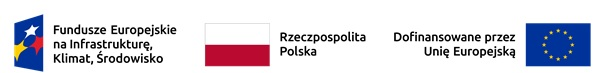 Fundusze Europejskie
na Infrastrukturę,
Klimat, Środowisko
Rzeczpospolita
Polska
Dofinansowane przez
Unię Europejską